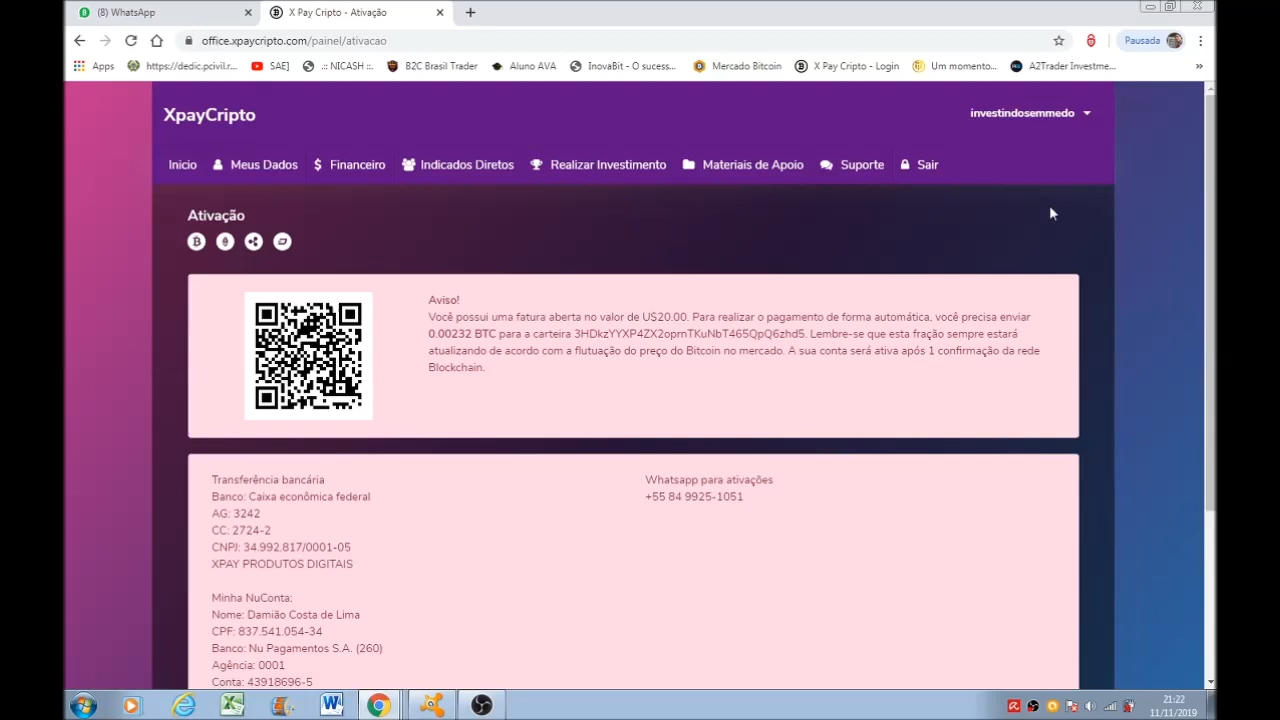 (8) WhatsApp
X Pay Cripto - Ativação
office.xpaycripto.com/painel/ativacao
Pausada
Apps
https://dedic.pcivil.r...
SAE]
.:: NICASH ::.
B2C Brasil Trader
Aluno AVA
InovaBit - O sucess...
Mercado Bitcoin
X Pay Cripto - Login
Um momento...
A2Trader Investme...
»
XpayCripto
investindosemmedo
Inicio
Meus Dados
Financeiro
Indicados Diretos
Realizar Investimento
Materiais de Apoio
Suporte
Sair
Ativação
Aviso!
Você possui uma fatura aberta no valor de US20.00. Para realizar o pagamento de forma automática, você precisa enviar
0.00232 BTC para a carteira 3HDkzYYXP4ZX2oprnTKuNbT465QpQ6zhd5. Lembre-se que esta fração sempre estará
atualizando de acordo com a flutuação do preço do Bitcoin no mercado. A sua conta será ativa após 1 confirmação da rede
Blockchain.
Transferência bancária
Banco: Caixa econômica federal
AG: 3242
CC: 2724-2
CNPJ: 34.992.817/0001-05
XPAY PRODUTOS DIGITAIS
Whatsapp para ativações
+55 84 9925-1051
Minha NuConta:
Nome: Damião Costa de Lima
CPF: 837.541.054-34
Banco: Nu Pagamentos S.A. (260)
Agência: 0001
Conta: 43918696-5
21:22
11/11/2019